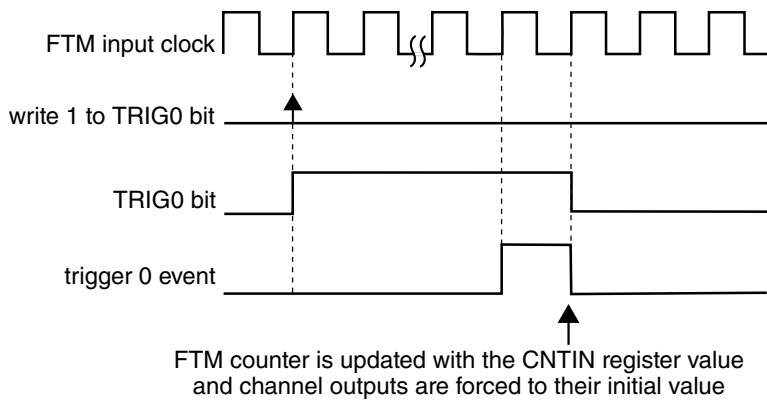 FTM input clock
write 1 to TRIG0 bit
TRIG0 bit
trigger 0 event
FTM counter is updated with the CNTIN register value
and channel outputs are forced to their initial value